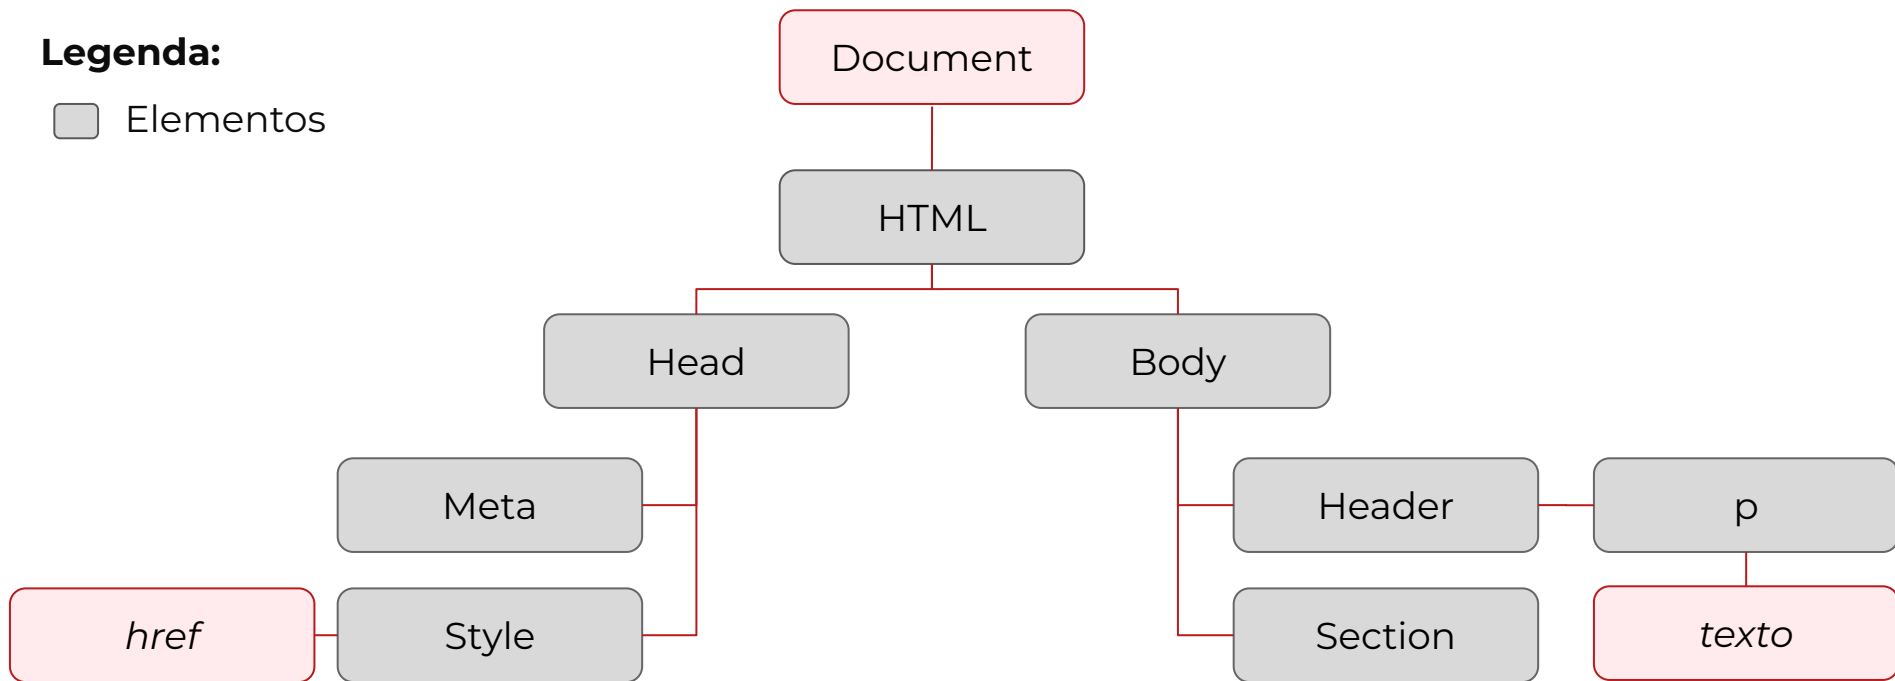 Legenda:
Elementos
Document
HTML
Head
Body
Meta
Header
p
href
Style
Section
texto